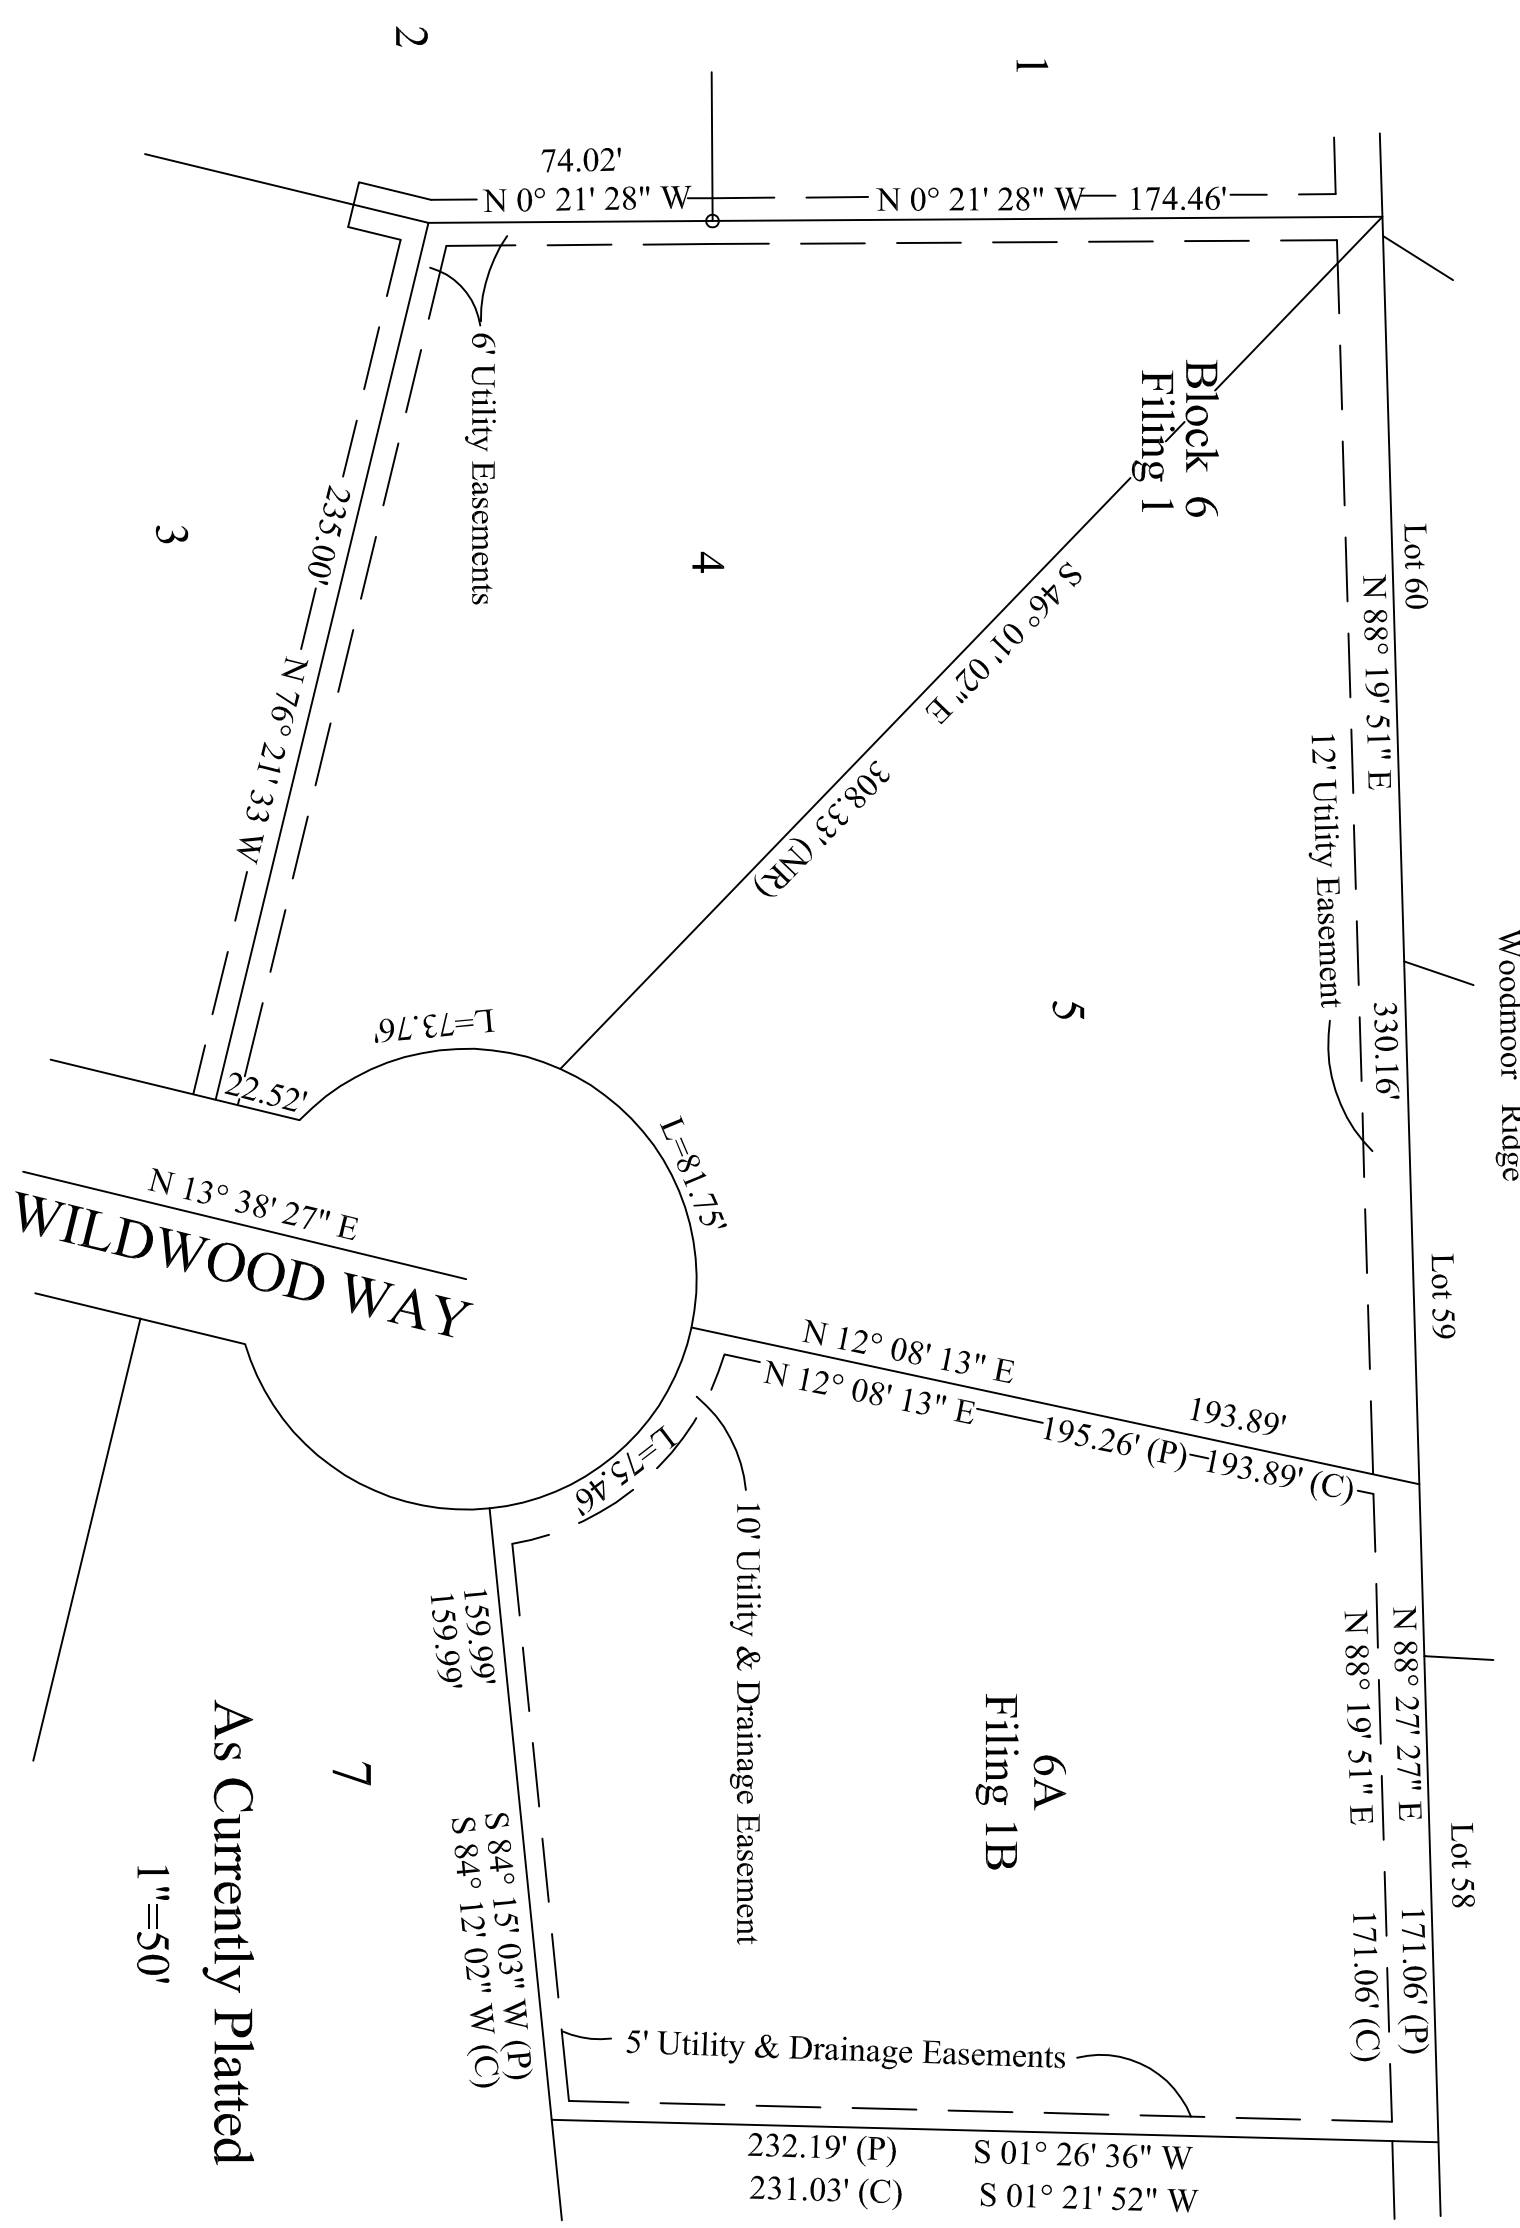 2
1
74.02'
N 0° 21' 28" W
N 0° 21' 28" W
174.46'
6' Utility Easements
Block 6
Filing 1
3
235.00'
N 76° 21' 33 W
4
S 46° 01' 02" E
308.33' (NR)
Lot 60
N 88° 19' 51" E
12' Utility Easement
330.16'
Woodmoor Ridge
5
L=73.76'
22.52'
L=81.75'
N 13° 38' 27" E
WILDWOOD WAY
Lot 59
N 12° 08' 13" E
193.89'
N 12° 08' 13" E
195.26' (P)
193.89' (C)
L=75.46'
10' Utility & Drainage Easement
159.99'
159.99'
S 84° 15' 03" W (P)
S 84° 12' 02" W (C)
7
6A
Filing 1B
N 88° 27' 27" E
171.06' (P)
N 88° 19' 51" E
171.06' (C)
Lot 58
As Currently Platted
1"=50'
5' Utility & Drainage Easements
232.19' (P)
S 01° 26' 36" W
231.03' (C)
S 01° 21' 52" W